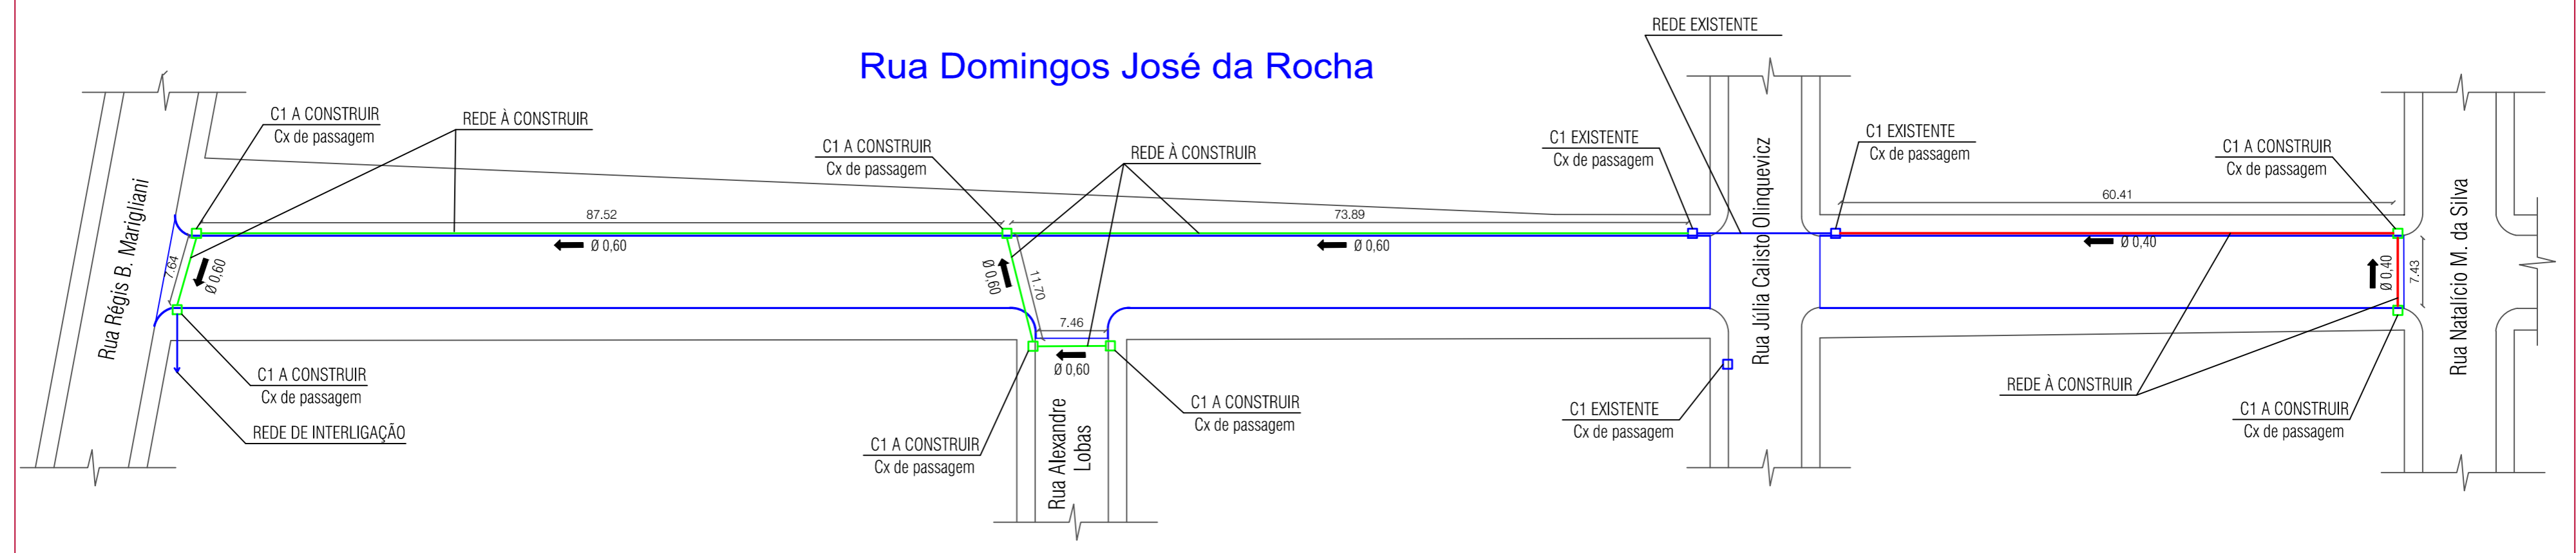 REDE EXISTENTE
Rua Domingos José da Rocha
C1 A CONSTRUIR
Cx de passagem
REDE À CONSTRUIR
C1 A CONSTRUIR
Cx de passagem
REDE À CONSTRUIR
C1 EXISTENTE
Cx de passagem
C1 EXISTENTE
Cx de passagem
C1 A CONSTRUIR
Cx de passagem
Rua Régis B. Marigliani
87.52
73.89
60.41
Ø 0,60
Ø 0,60
Ø 0,40
7.64
Ø 0,60
Ø 0,60
11.70
Rua Júlia Calisto Olinquevicz
Ø 0,40
7.43
Rua Natalício M. da Silva
7.46
Ø 0,60
C1 A CONSTRUIR
Cx de passagem
REDE DE INTERLIGAÇÃO
C1 A CONSTRUIR
Cx de passagem
Rua Alexandre
Lobas
C1 A CONSTRUIR
Cx de passagem
C1 EXISTENTE
Cx de passagem
REDE À CONSTRUIR
C1 A CONSTRUIR
Cx de passagem